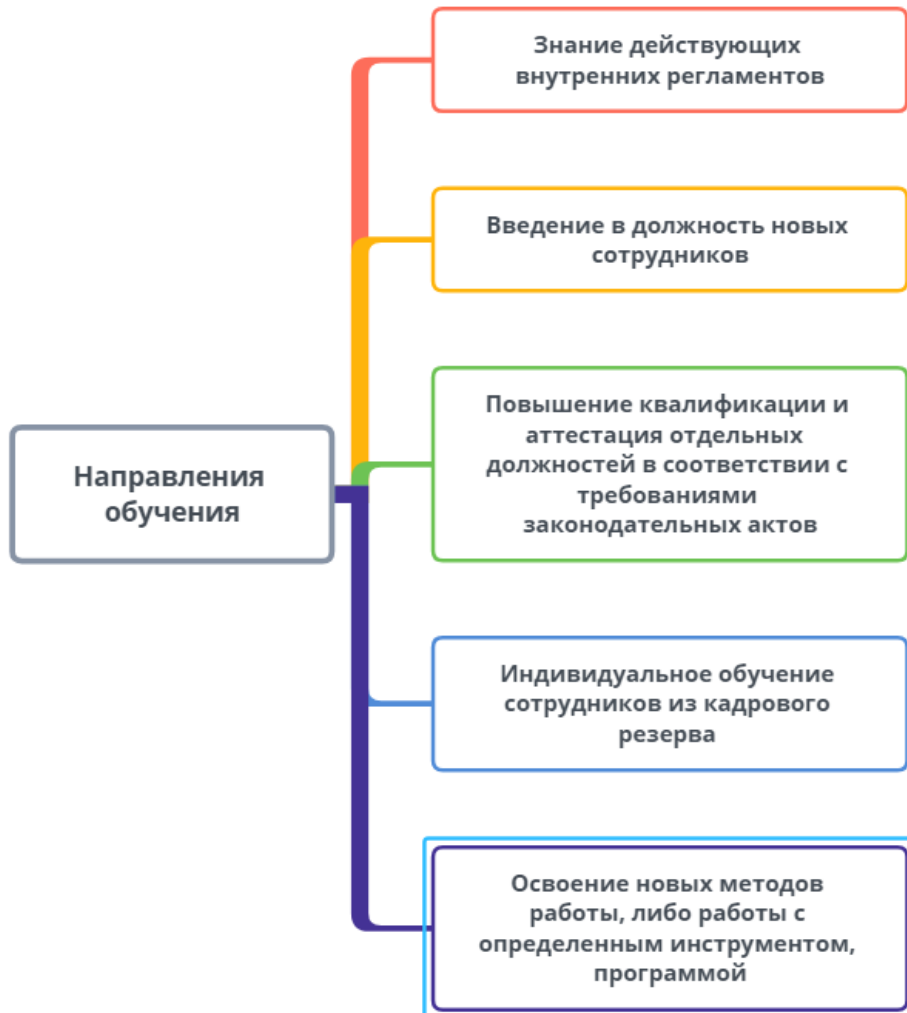 Знание действующих
внутренних регламентов
Введение в должность новых
сотрудников
Повышение квалификации и
аттестация отдельных
должностей в соответствии с
требованиями
законодательных актов
Направления
обучения
Индивидуальное обучение
сотрудников из кадрового
резерва
Освоение новых методов
работы, либо работы с
определенным инструментом,
программой